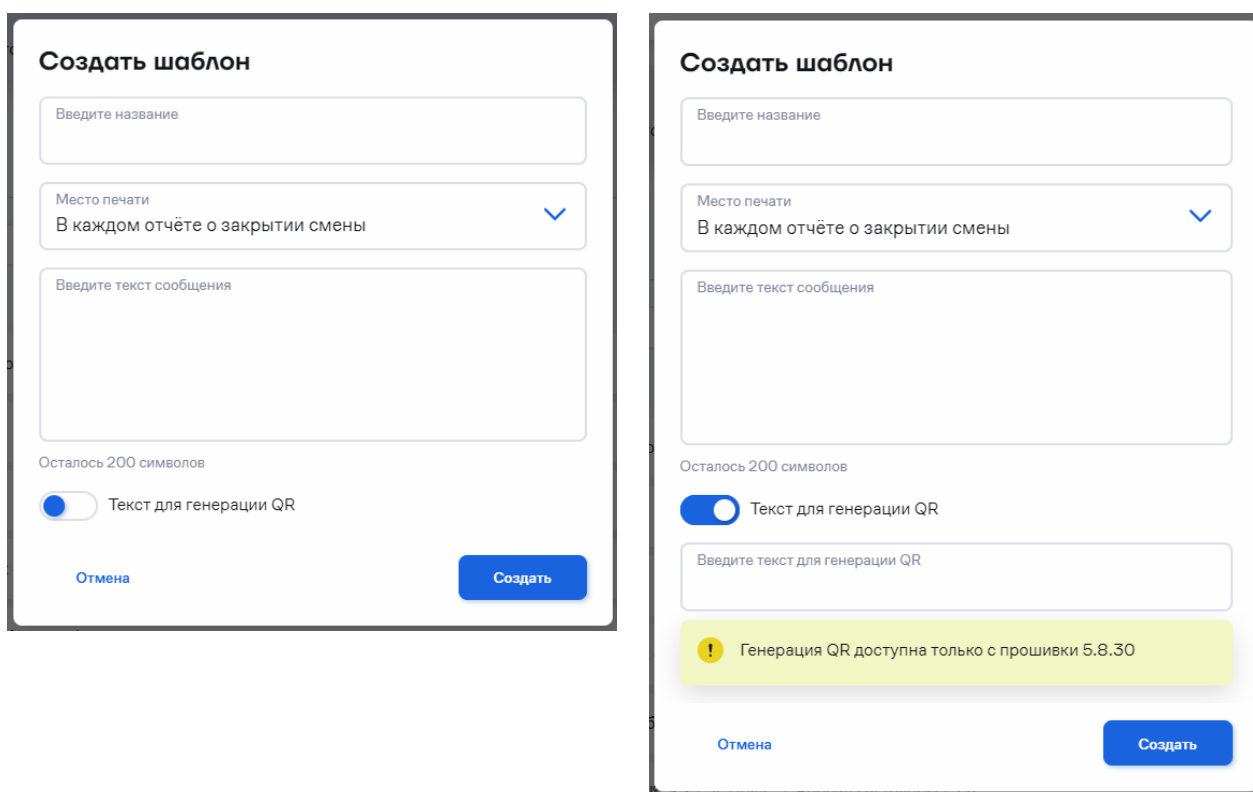 Создать шаблон
Введите название
Место печати
В каждом отчёте о закрытии смены
Введите текст сообщения
Осталось 200 символов
Текст для генерации QR
Отмена
Создать
Создать шаблон
Введите название
Место печати
В каждом отчёте о закрытии смены
Введите текст сообщения
Осталось 200 символов
Текст для генерации QR
Введите текст для генерации QR
Генерация QR доступна только с прошивки 5.8.30
Отмена
Создать